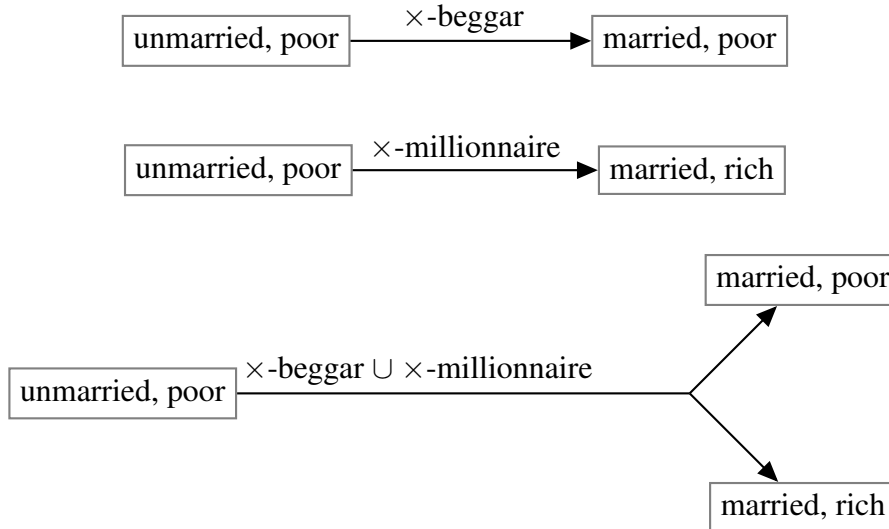 ×-beggar
unmarried, poor married, poor
×-millionnaire
unmarried, poor married, rich
married, poor
×-beggar ∪ ×-millionnaire
unmarried, poor
married, rich